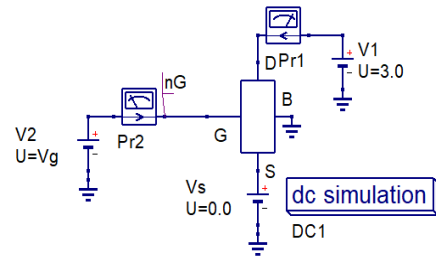 D
Pr1
V1
U=3.0
nG
B
G
V2
U=Vg
Pr2
S
Vs
U=0.0
dc simulation
DC1